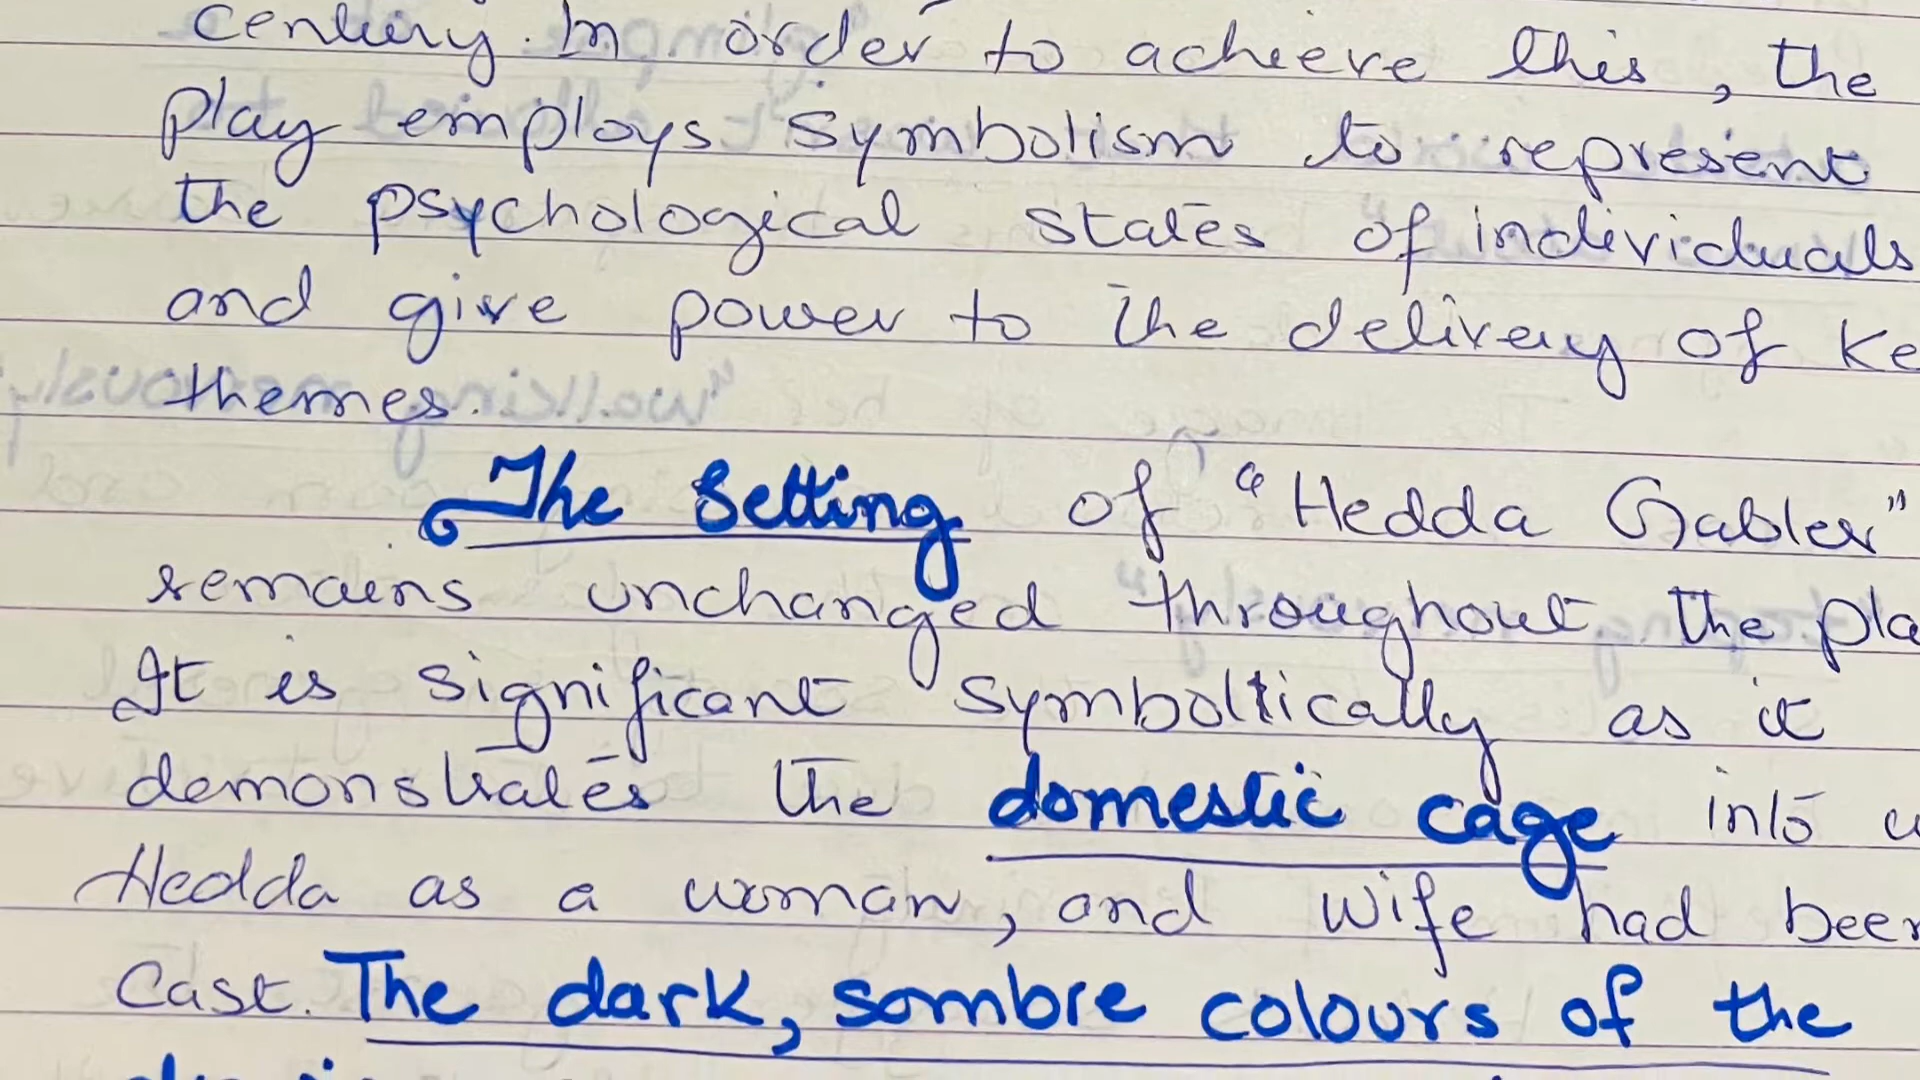 century. In order to achieve this, the
play employs symbolism to represent
the psychological states of individuals
and give power to the delivery of Ke
themes.
The Setting of "Hedda Gabler"
remains unchanged throughout the pla
It is significant symboltically as it
demonstrates the domestic cage into w
Hedda as a woman, and wife had been
Cast. The dark, sombre colours of the